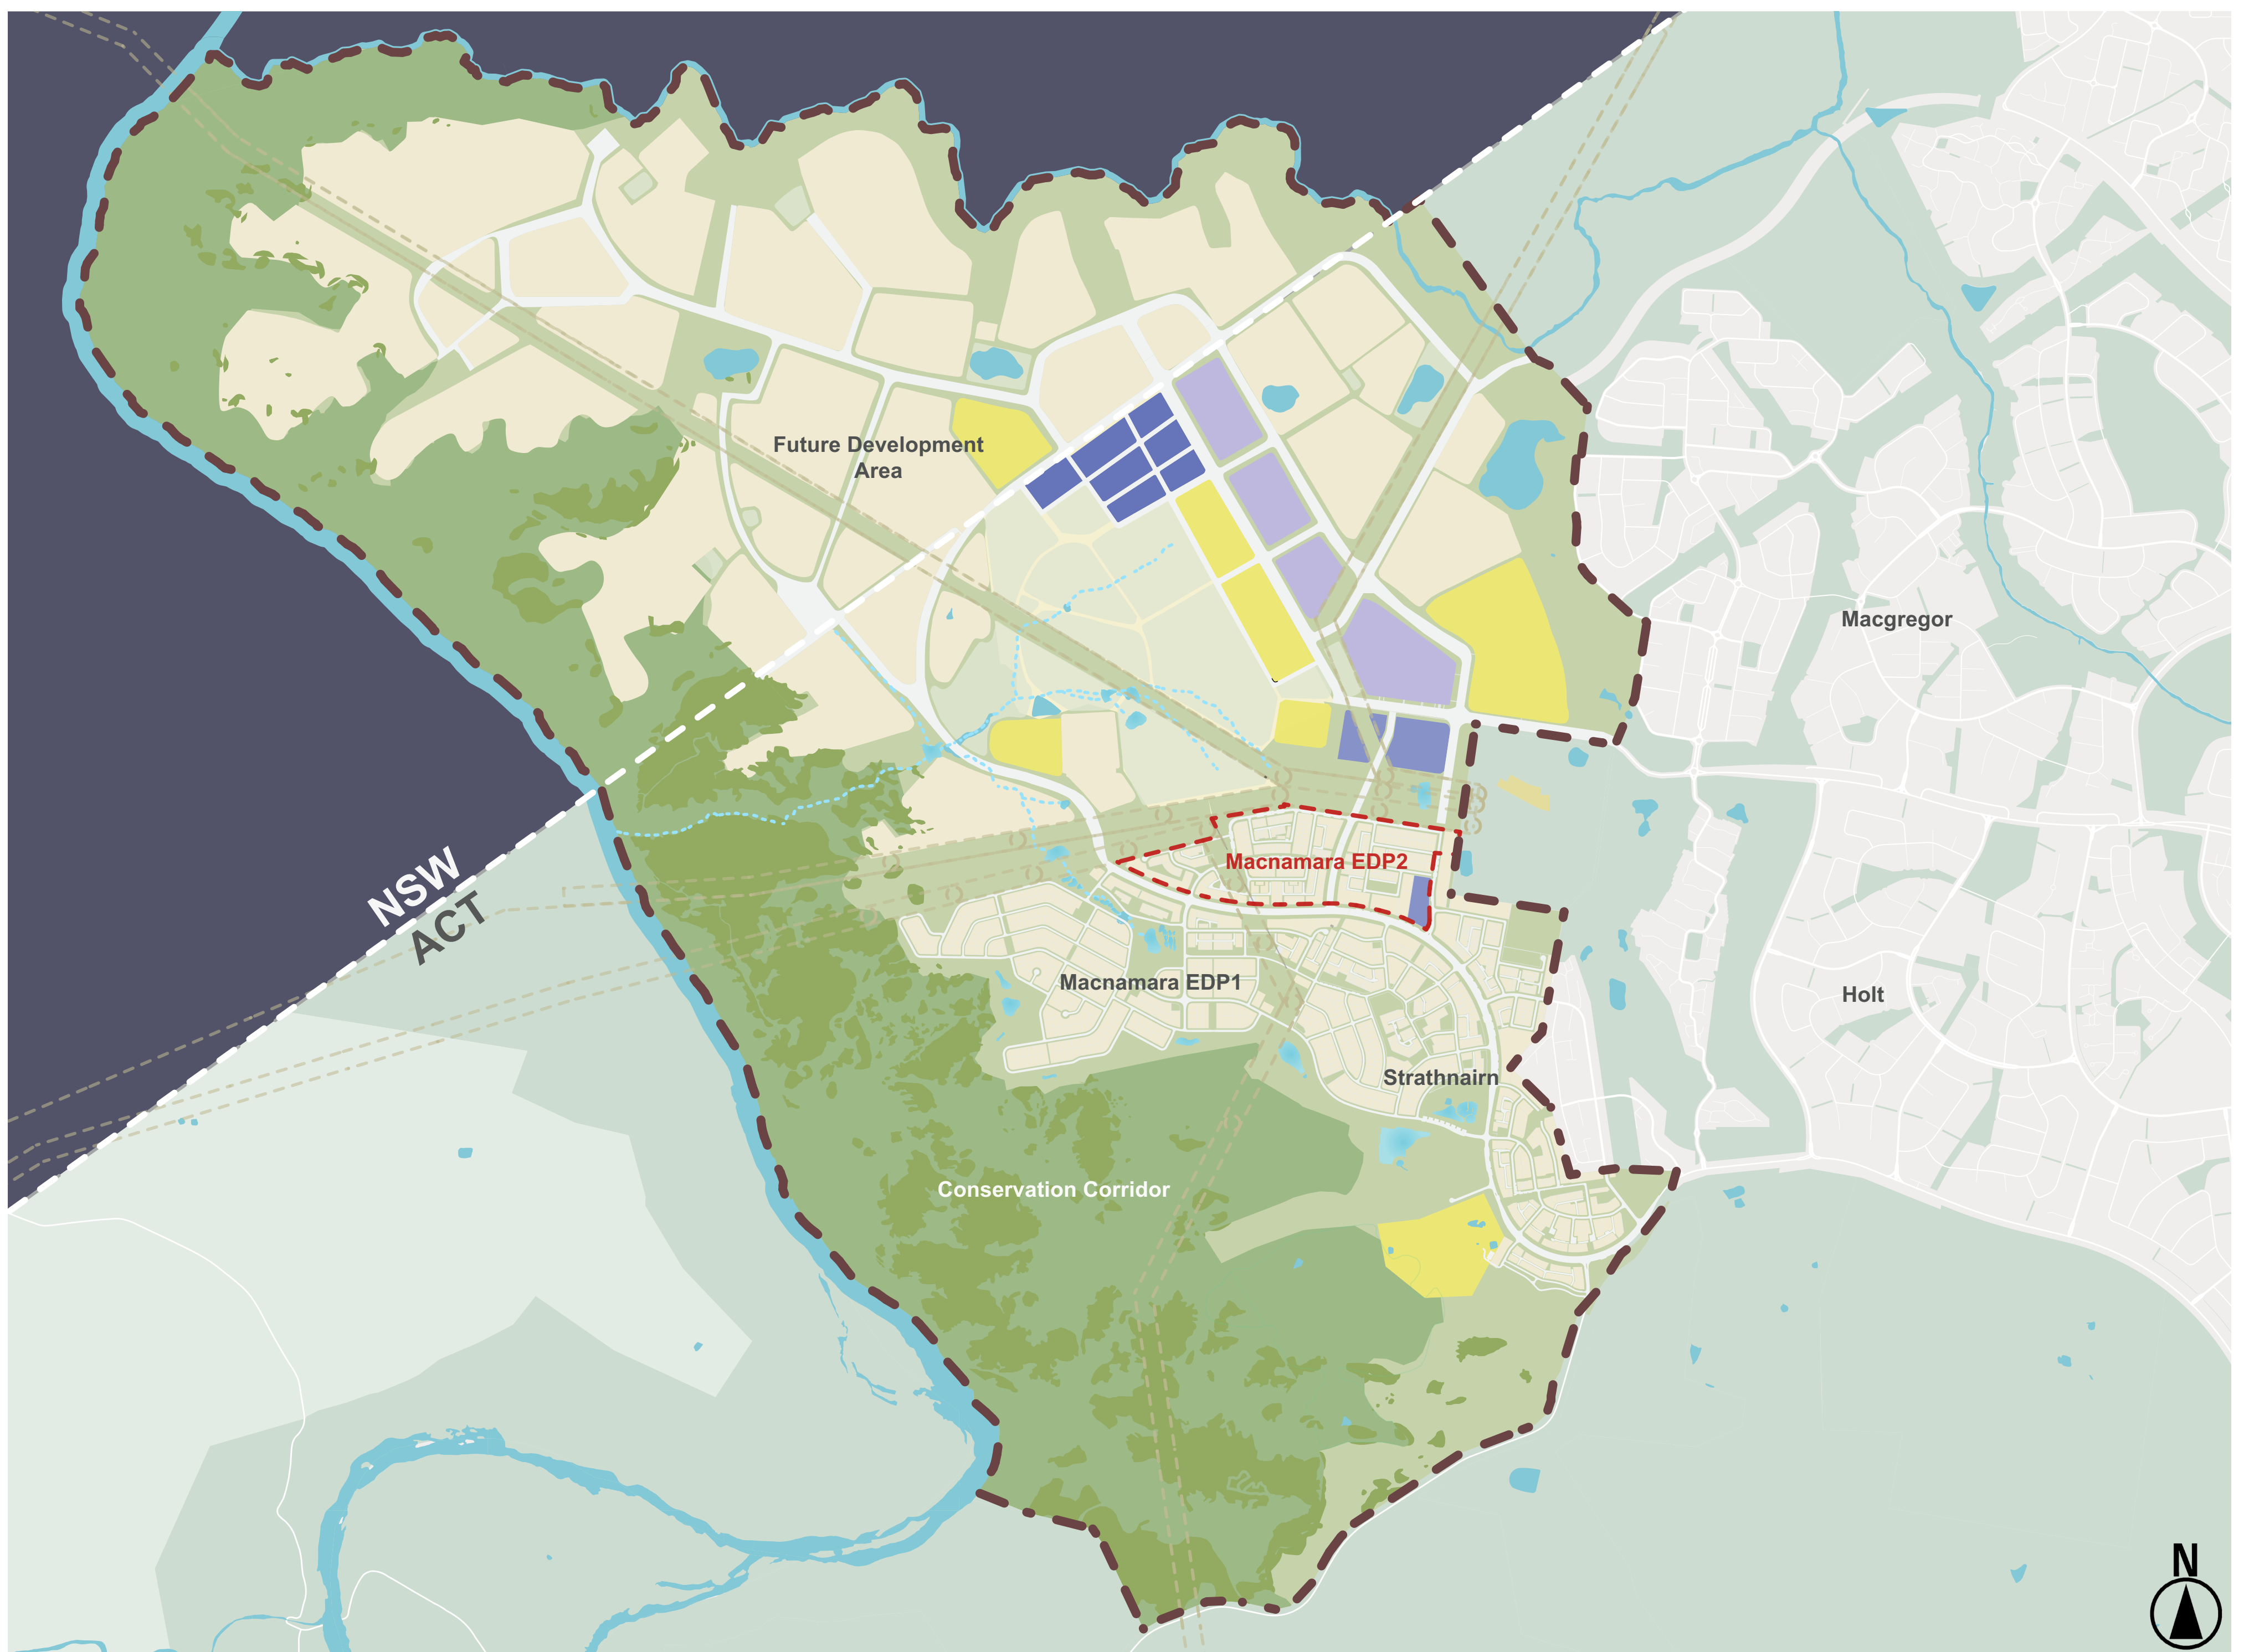 Future Development
Area
Macgregor
Macnamara EDP2
NSW
ACT
Macnamara EDP1
Holt
Strathnairn
Conservation Corridor
N